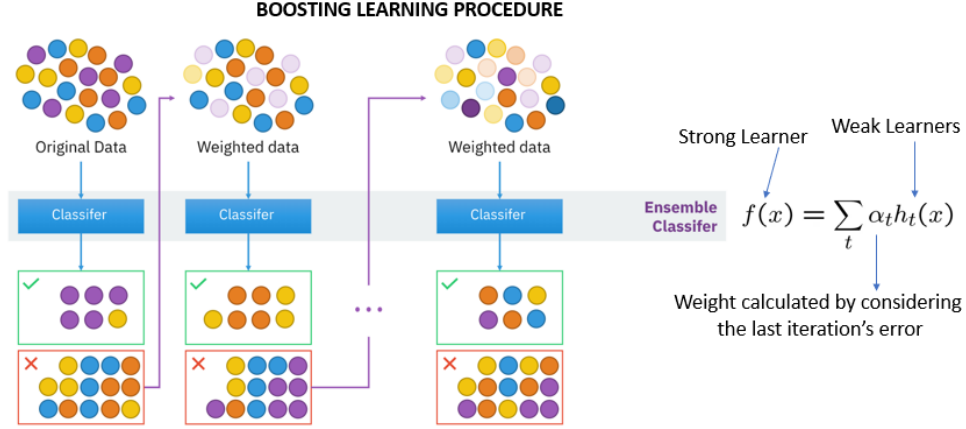 BOOSTING LEARNING PROCEDURE
Original Data
Weighted data
Weighted data
Classifer
Classifer
Classifer
Ensemble
Classifer
...
Strong Learner
Weak Learners
f(x) = ∑_t α_t h_t(x)
Weight calculated by considering
the last iteration's error